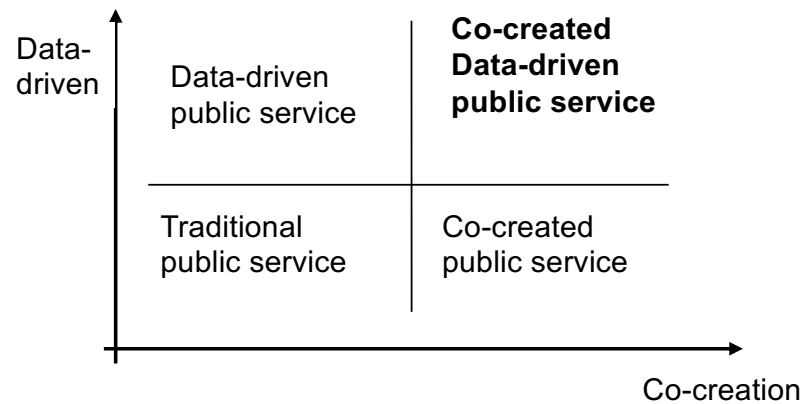 Data-
driven
Data-driven
public service
Co-created
Data-driven
public service
Traditional
public service
Co-created
public service
Co-creation